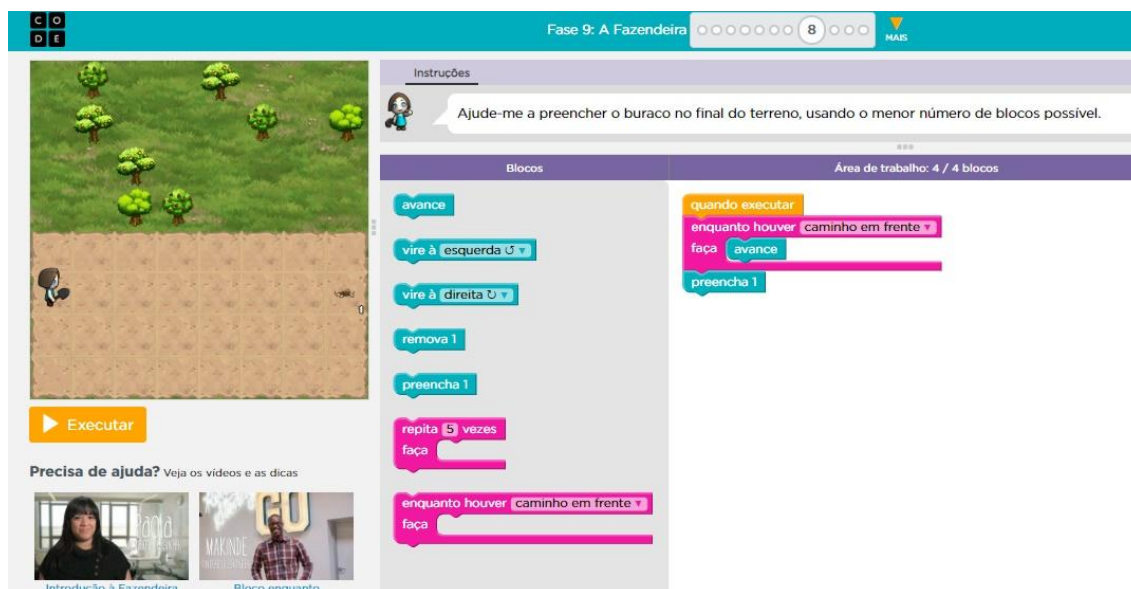 C O
D E
Fase 9: A Fazendeira
8
MAIS
Instruções
Ajude-me a preencher o buraco no final do terreno, usando o menor número de blocos possível.
Blocos
Área de trabalho: 4 / 4 blocos
avance
vire à esquerda ↺ ▾
vire à direita ↻ ▾
remova 1
preencha 1
repita 5 vezes
faça
enquanto houver caminho em frente ▾
faça
quando executar
enquanto houver caminho em frente ▾
faça avance
preencha 1
1
Executar
Precisa de ajuda? Veja os vídeos e as dicas
Paola
MAKINDE
Introdução à Fazendeira
Bloco enquanto